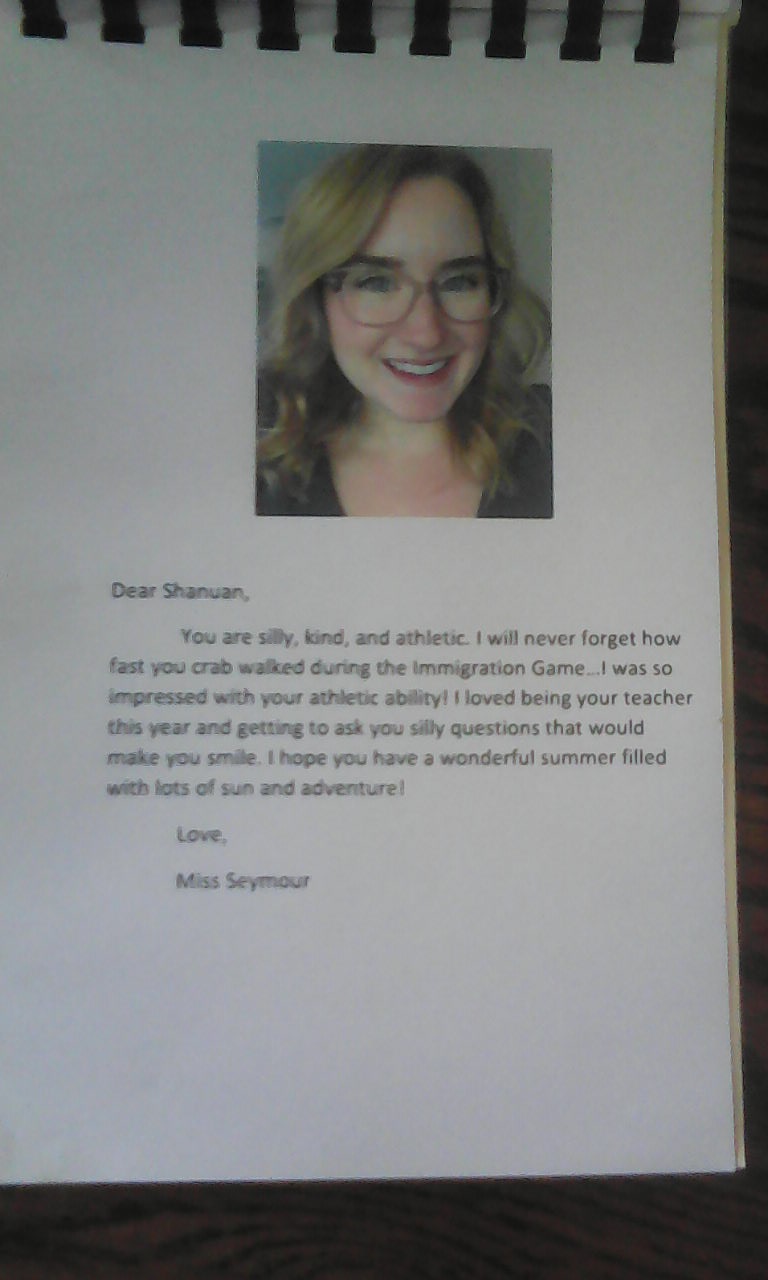 Dear Shanuan,
You are silly, kind, and athletic. I will never forget how
fast you crab walked during the Immigration Game...I was so
impressed with your athletic ability! I loved being your teacher
this year and getting to ask you silly questions that would
make you smile. I hope you have a wonderful summer filled
with lots of sun and adventure!
Love,
Miss Seymour